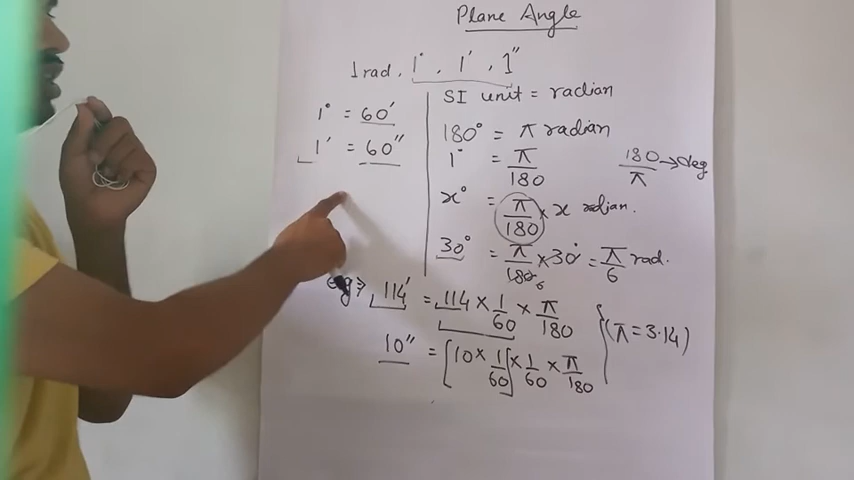 Plane Angle
1 rad, 1°, 1', 1"
1° = 60'
1' = 60"
SI unit = radian
180° = π radian
1° = π/180
180/π → deg
x° = π/180 × x radian.
30° = π/180 × 30° = π/6 rad.
eg ⇒ 114' = 114 × 1/60 × π/180
10" = [10 × 1/60] × 1/60 × π/180
(π = 3.14)